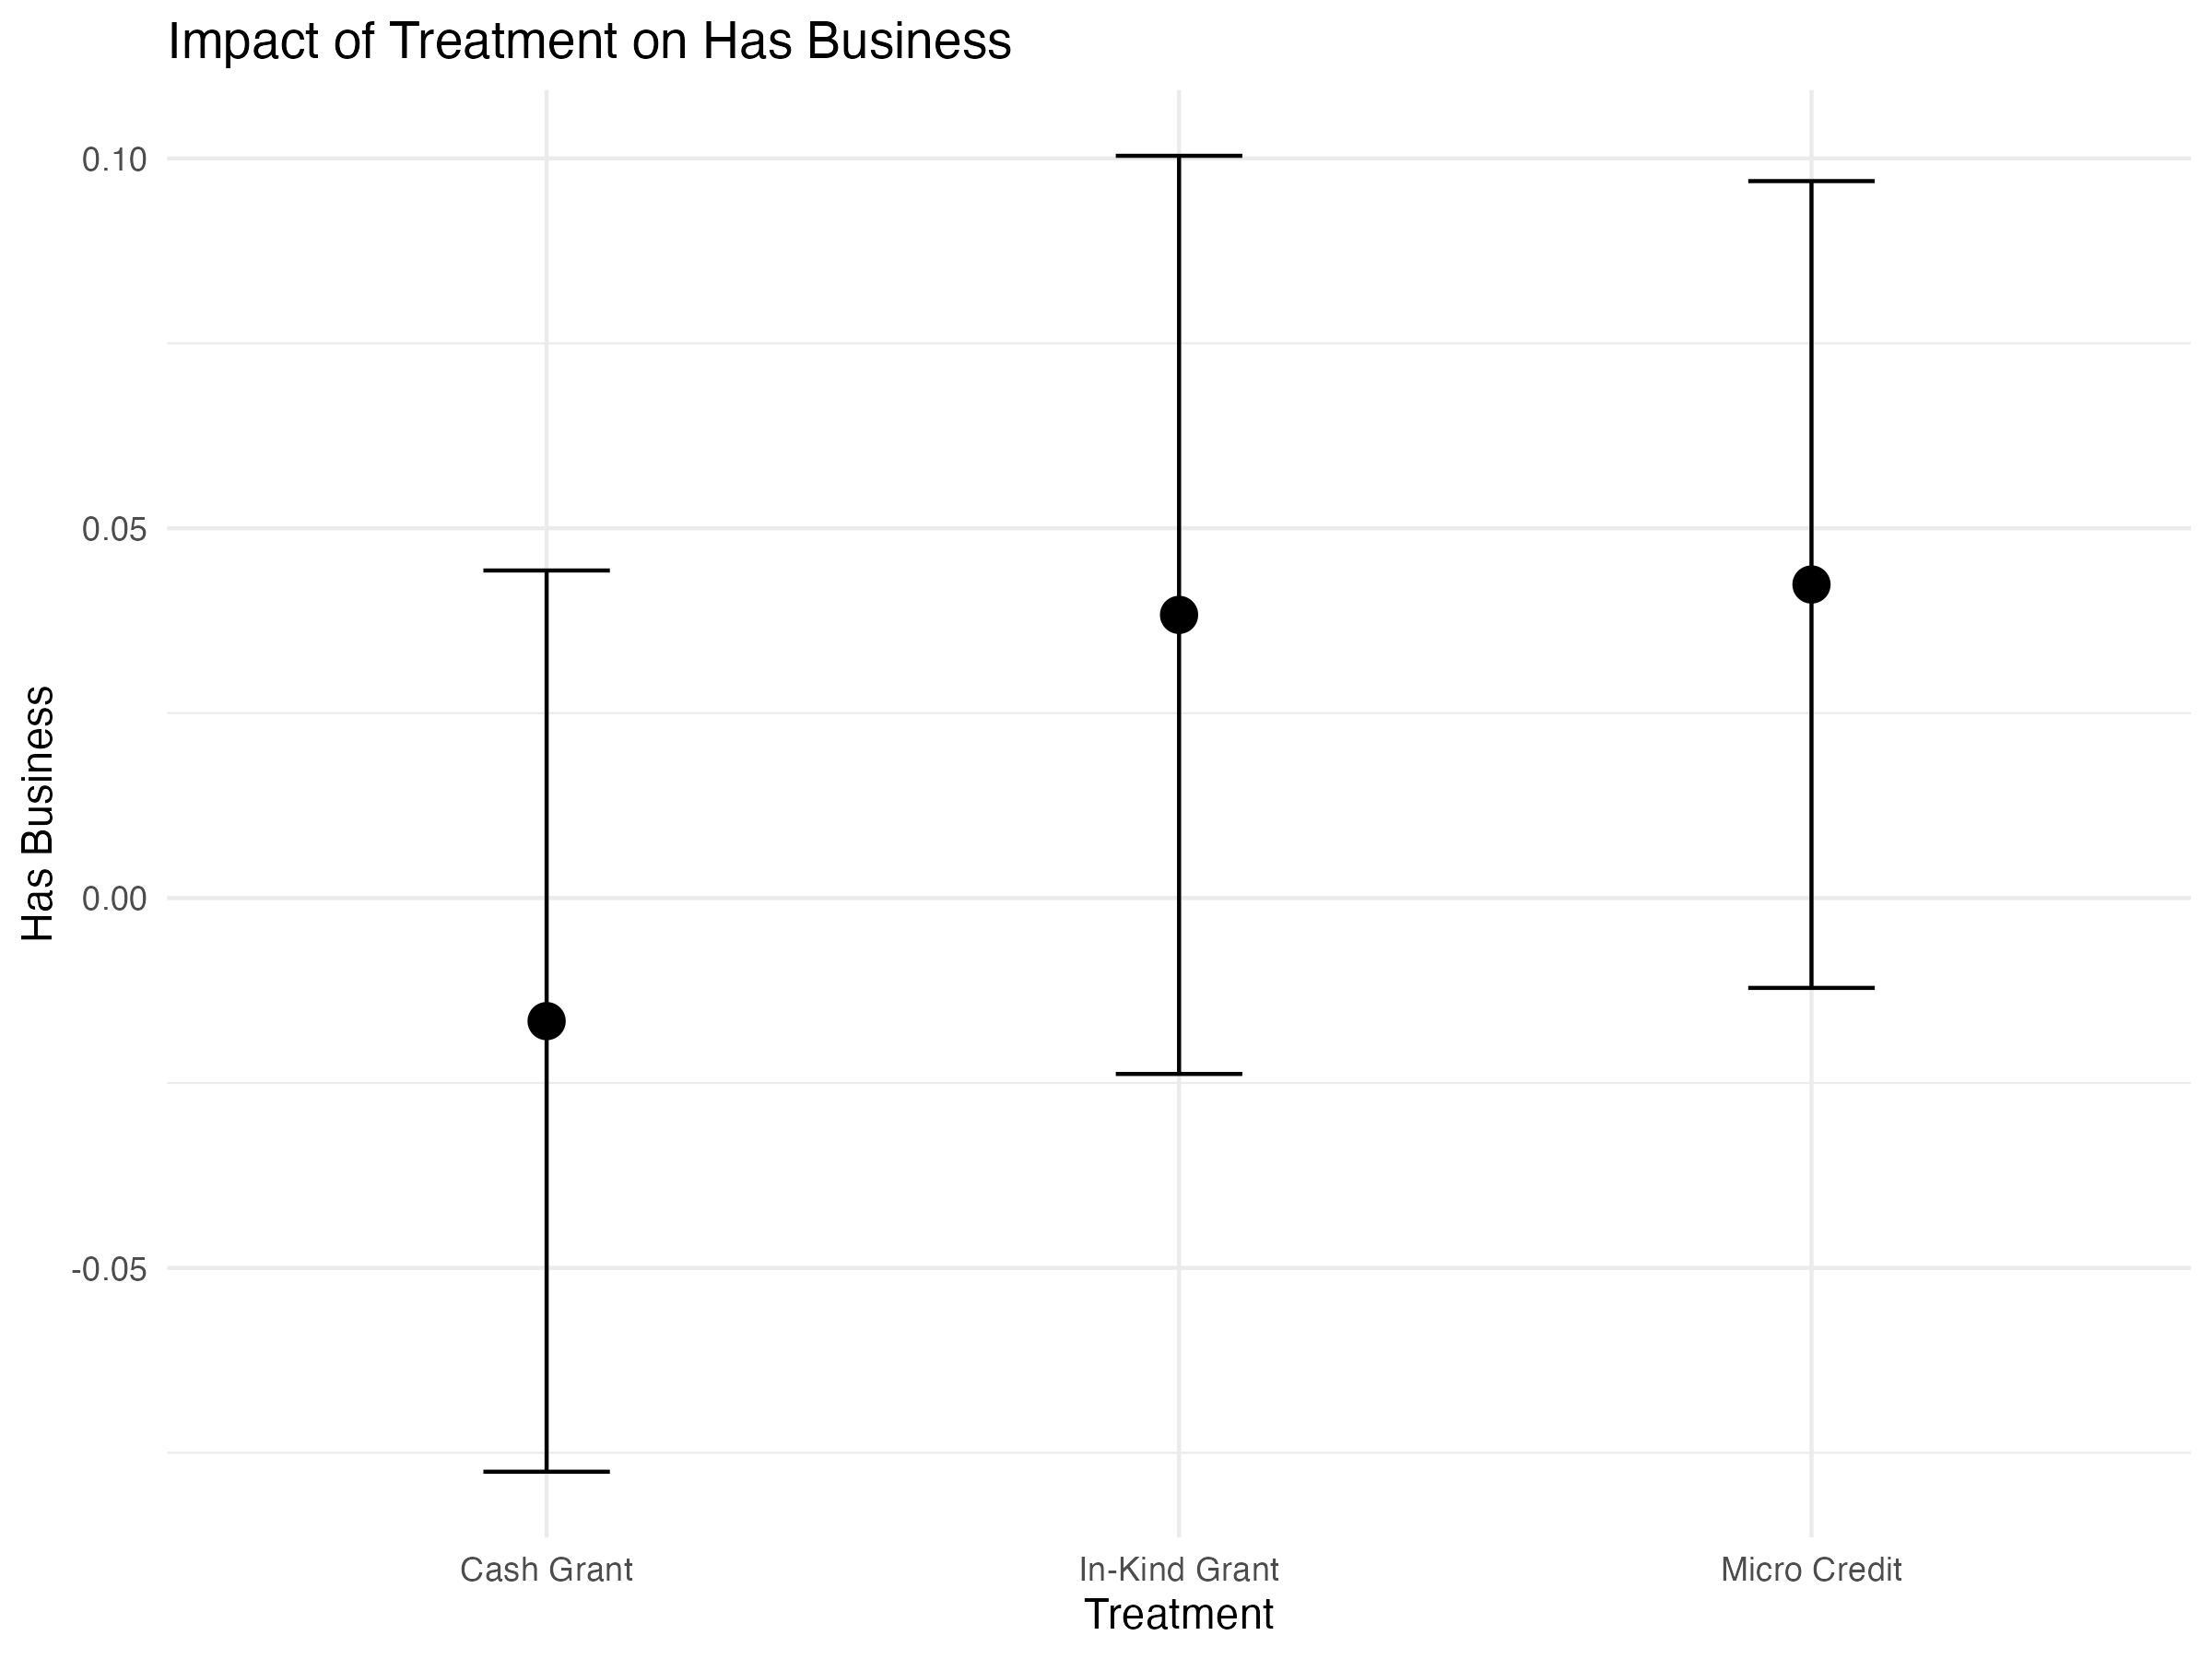 Impact of Treatment on Has Business
Has Business
0.10
0.05
0.00
-0.05
Cash Grant
In-Kind Grant
Micro Credit
Treatment